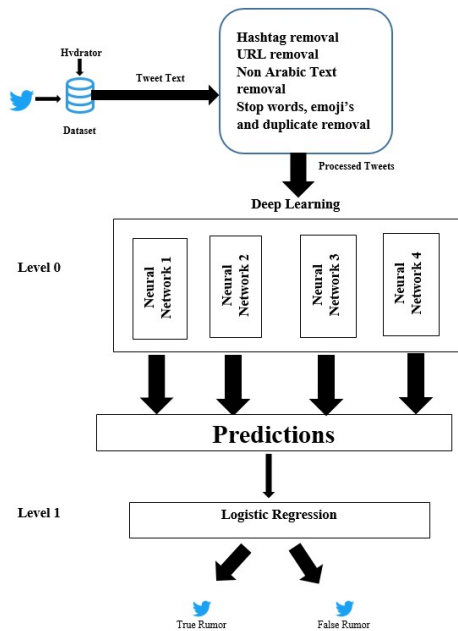 Hydrator
Tweet Text
Dataset
Hashtag removal
URL removal
Non Arabic Text
removal
Stop words, emoji's
and duplicate removal
Processed Tweets
Deep Learning
Level 0
Neural
Network 1
Neural
Network 2
Neural
Network 3
Neural
Network 4
Predictions
Level 1
Logistic Regression
True Rumor
False Rumor